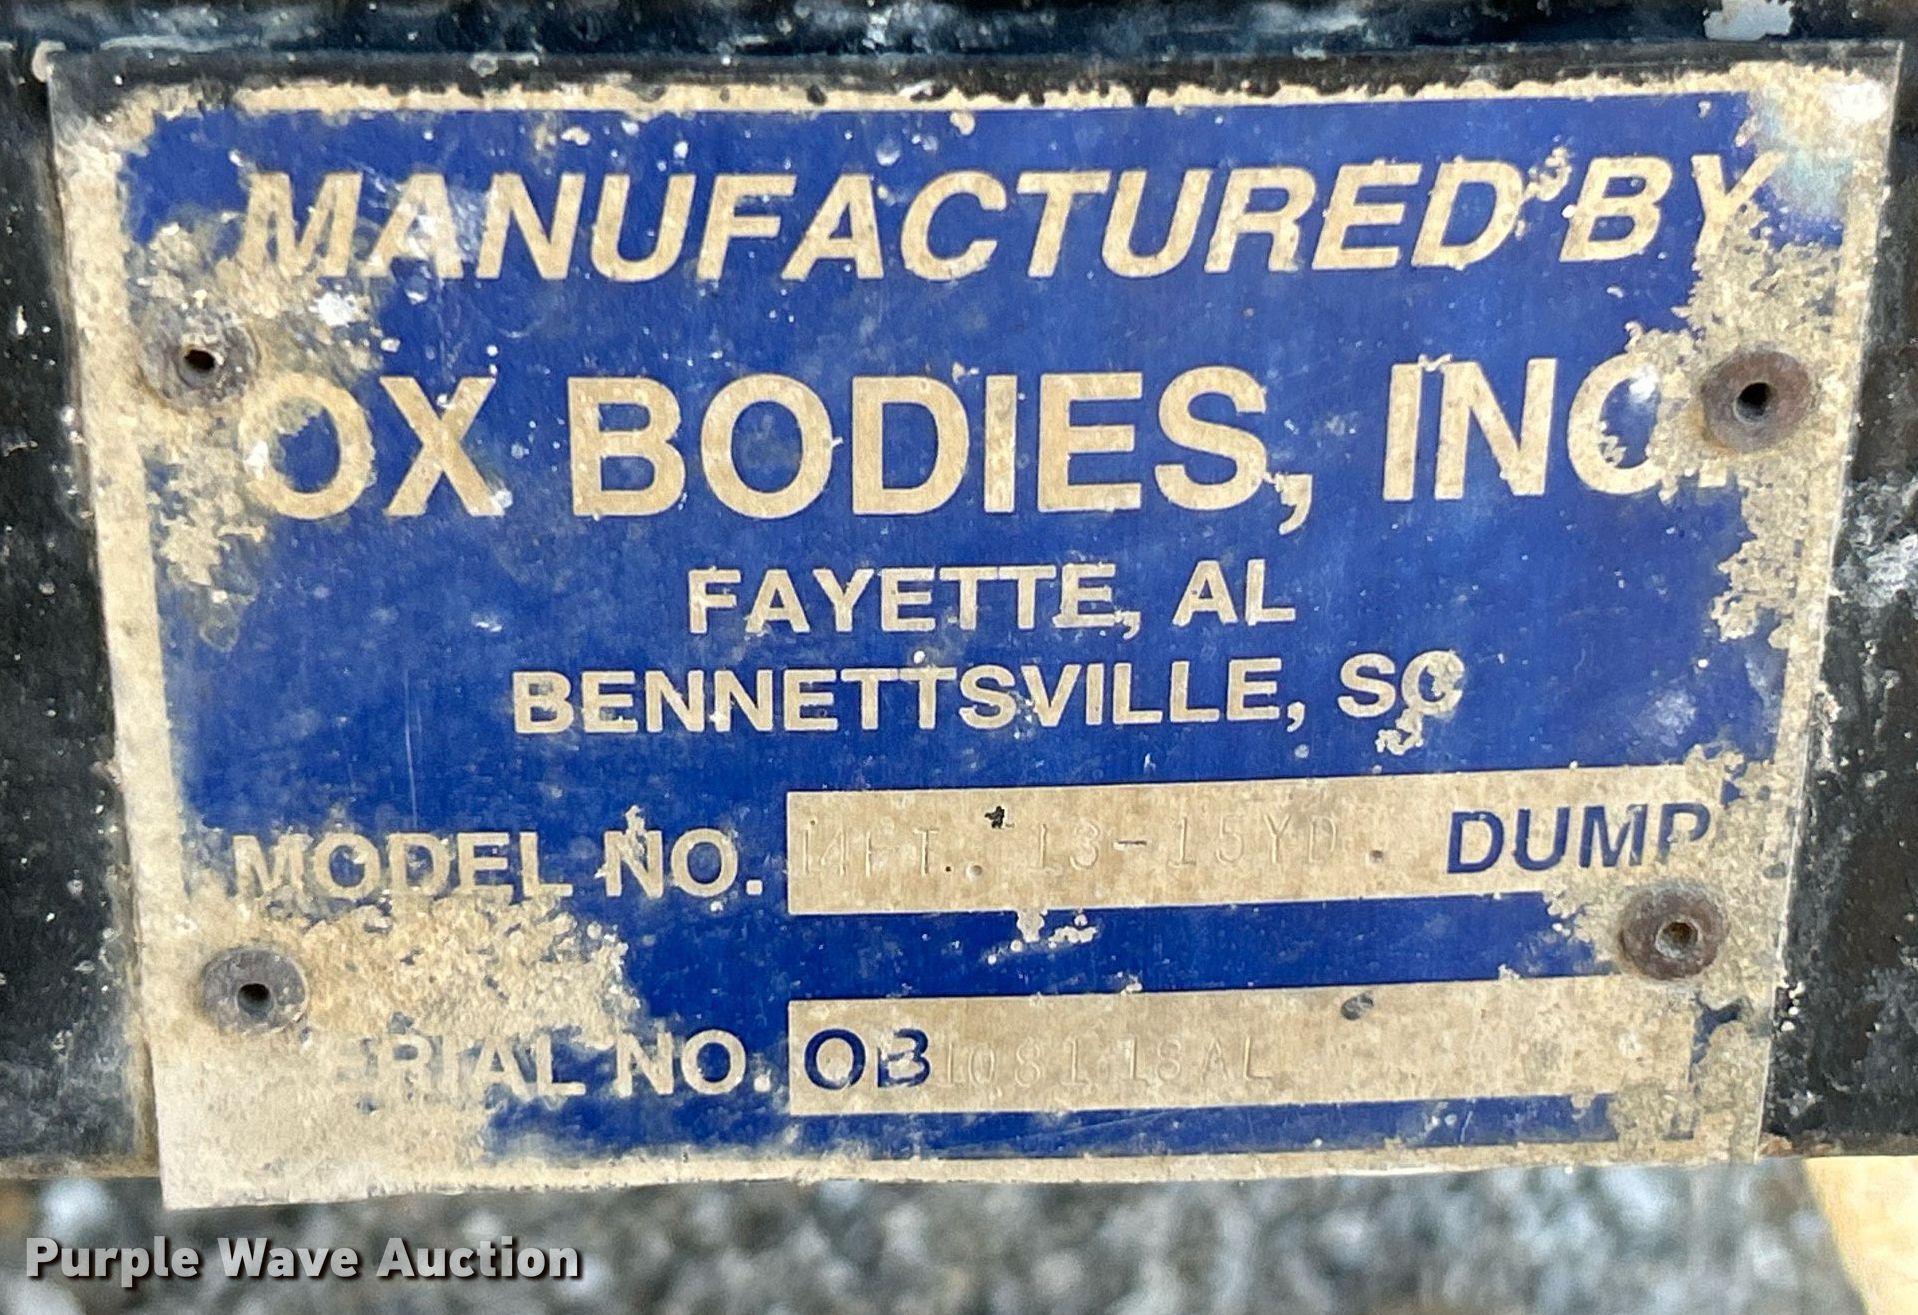 MANUFACTURED BY
OX BODIES, INC.
FAYETTE, AL
BENNETTSVILLE, SC
MODEL NO. 14FT. 13-15YD. DUMP
SERIAL NO. OB 108118AL
Purple Wave Auction